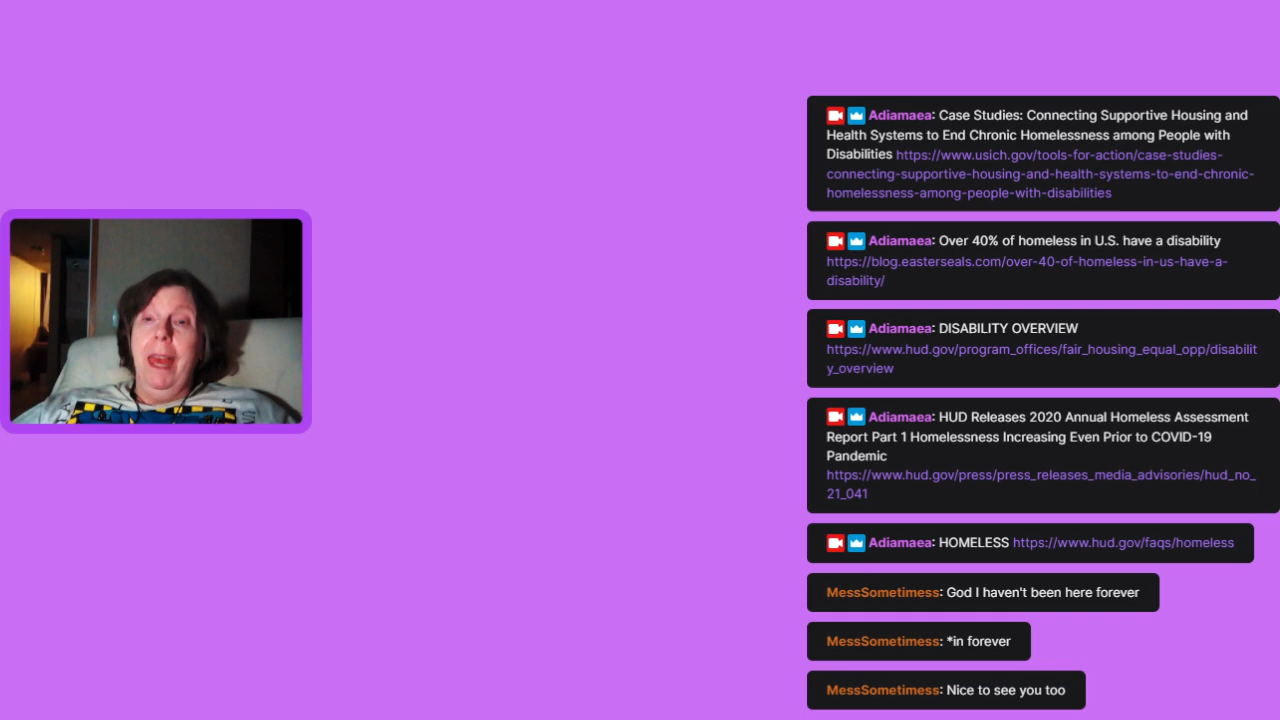 Adiamaea: Case Studies: Connecting Supportive Housing and
Health Systems to End Chronic Homelessness among People with
Disabilities https://www.usich.gov/tools-for-action/case-studies-
connecting-supportive-housing-and-health-systems-to-end-chronic-
homelessness-among-people-with-disabilities
Adiamaea: Over 40% of homeless in U.S. have a disability
https://blog.easterseals.com/over-40-of-homeless-in-us-have-a-
disability/
Adiamaea: DISABILITY OVERVIEW
https://www.hud.gov/program_offices/fair_housing_equal_opp/disabilit
y_overview
Adiamaea: HUD Releases 2020 Annual Homeless Assessment
Report Part 1 Homelessness Increasing Even Prior to COVID-19
Pandemic
https://www.hud.gov/press/press_releases_media_advisories/hud_no_
21_041
Adiamaea: HOMELESS https://www.hud.gov/faqs/homeless
MessSometimess: God I haven't been here forever
MessSometimess: *in forever
MessSometimess: Nice to see you too